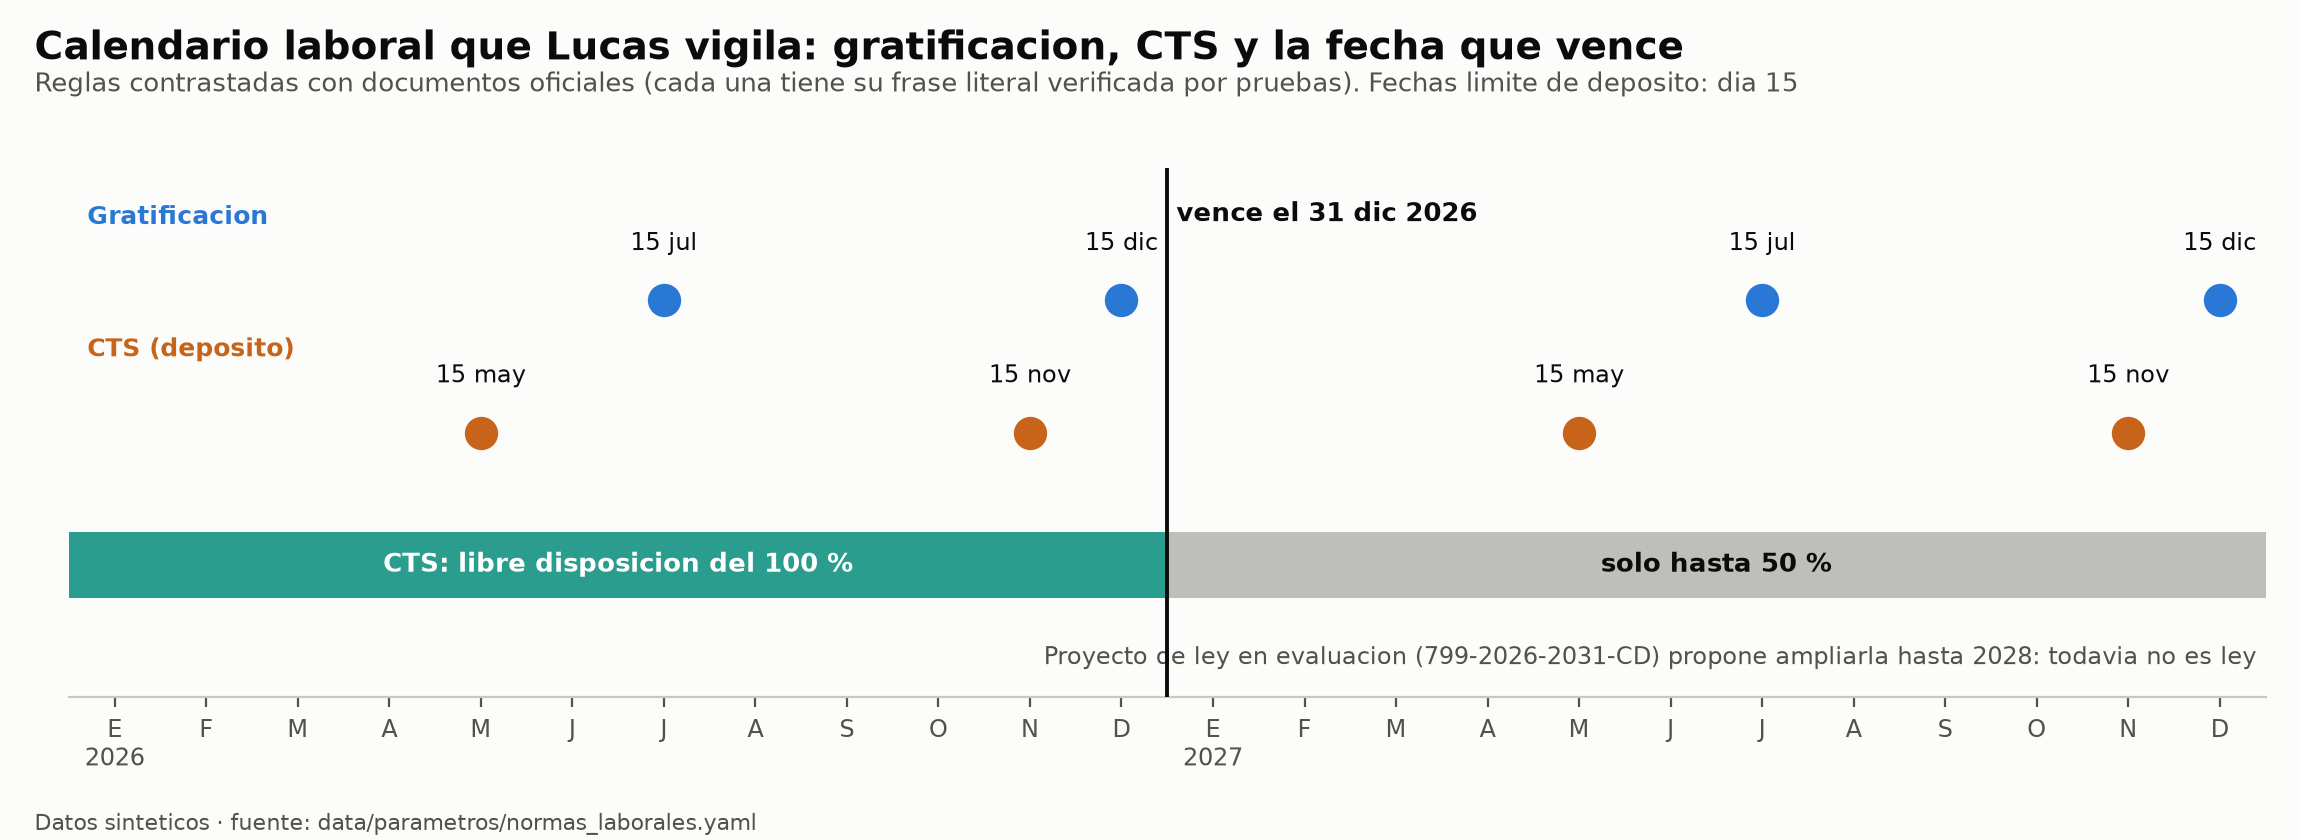 Calendario laboral que Lucas vigila: gratificacion, CTS y la fecha que vence
Reglas contrastadas con documentos oficiales (cada una tiene su frase literal verificada por pruebas). Fechas limite de deposito: dia 15
Gratificacion
vence el 31 dic 2026
15 jul
15 dic
15 jul
15 dic
CTS (deposito)
15 may
15 nov
15 may
15 nov
CTS: libre disposicion del 100 %
solo hasta 50 %
Proyecto de ley en evaluacion (799-2026-2031-CD) propone ampliarla hasta 2028: todavia no es ley
E F M A M J J A S O N D E F M A M J J A S O N D
2026 2027
Datos sinteticos · fuente: data/parametros/normas_laborales.yaml